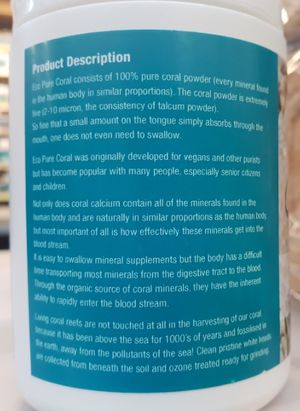 Product Description
Eco Pure Coral consists of 100% pure coral powder (every mineral found
in the human body in similar proportions). The coral powder is extremely
fine (2-10 micron, the consistency of talcum powder).
So fine that a small amount on the tongue simply absorbs through the
mouth, one does not even need to swallow.
Eco Pure Coral was originally developed for vegans and other purists
but has become popular with many people, especially senior citizens
and children.
Not only does coral calcium contain all of the minerals found in the
human body and are naturally in similar proportions as the human body,
but most important of all is how effectively these minerals get into the
blood stream.
It is easy to swallow mineral supplements but the body has a difficult
time transporting most minerals from the digestive tract to the blood.
Through the organic source of coral minerals, they have the inherent
ability to rapidly enter the blood stream.
Living coral reefs are not touched at all in the harvesting of our coral
because it has been above the sea for 1000's of years and fossilised in
the earth, away from the pollutants of the sea! Clean pristine white heads
are collected from beneath the soil and ozone treated ready for grinding.